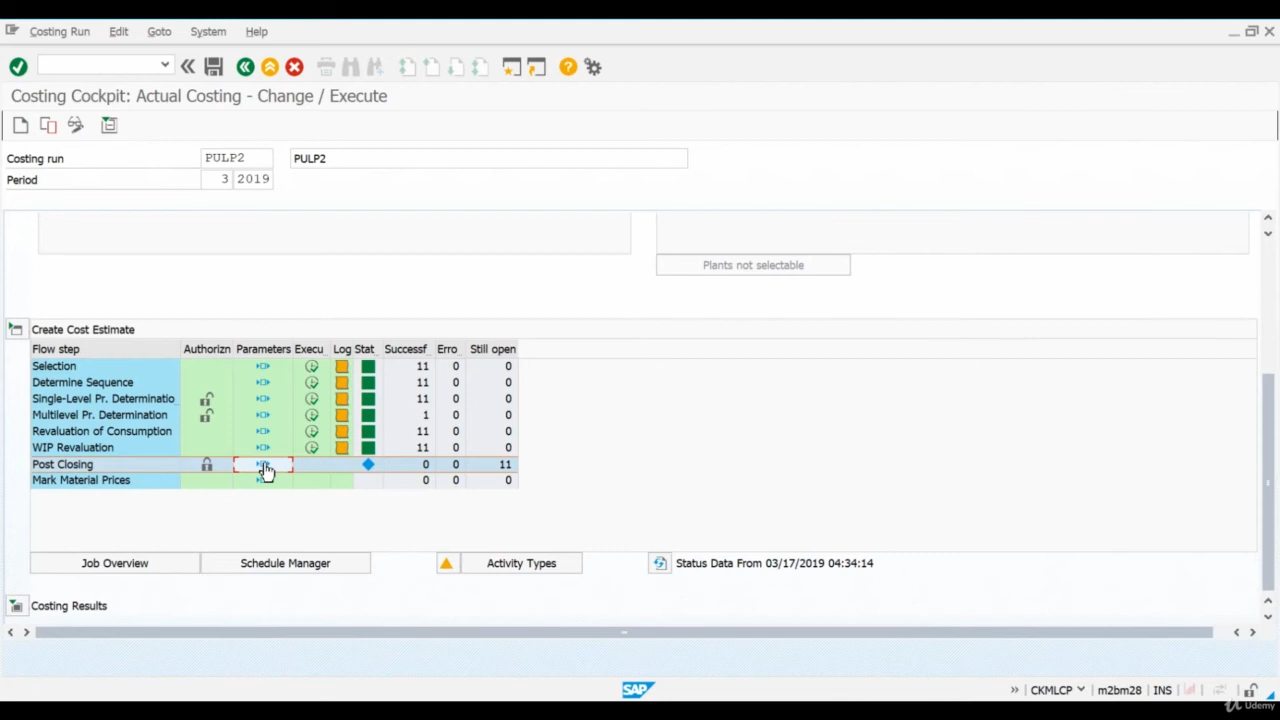 Costing Run Edit Goto System Help
Costing Cockpit: Actual Costing - Change / Execute
Costing run PULP2 PULP2
Period 3 2019
Plants not selectable
Create Cost Estimate
Flow step Authorizn Parameters Execu Log Stat Successf Erro Still open
Selection 11 0 0
Determine Sequence 11 0 0
Single-Level Pr. Determinatio 11 0 0
Multilevel Pr. Determination 1 0 0
Revaluation of Consumption 11 0 0
WIP Revaluation 11 0 0
Post Closing 0 0 11
Mark Material Prices 0 0 0
Job Overview Schedule Manager Activity Types Status Data From 03/17/2019 04:34:14
Costing Results
SAP CKMLCP m2bm28 INS
Udemy